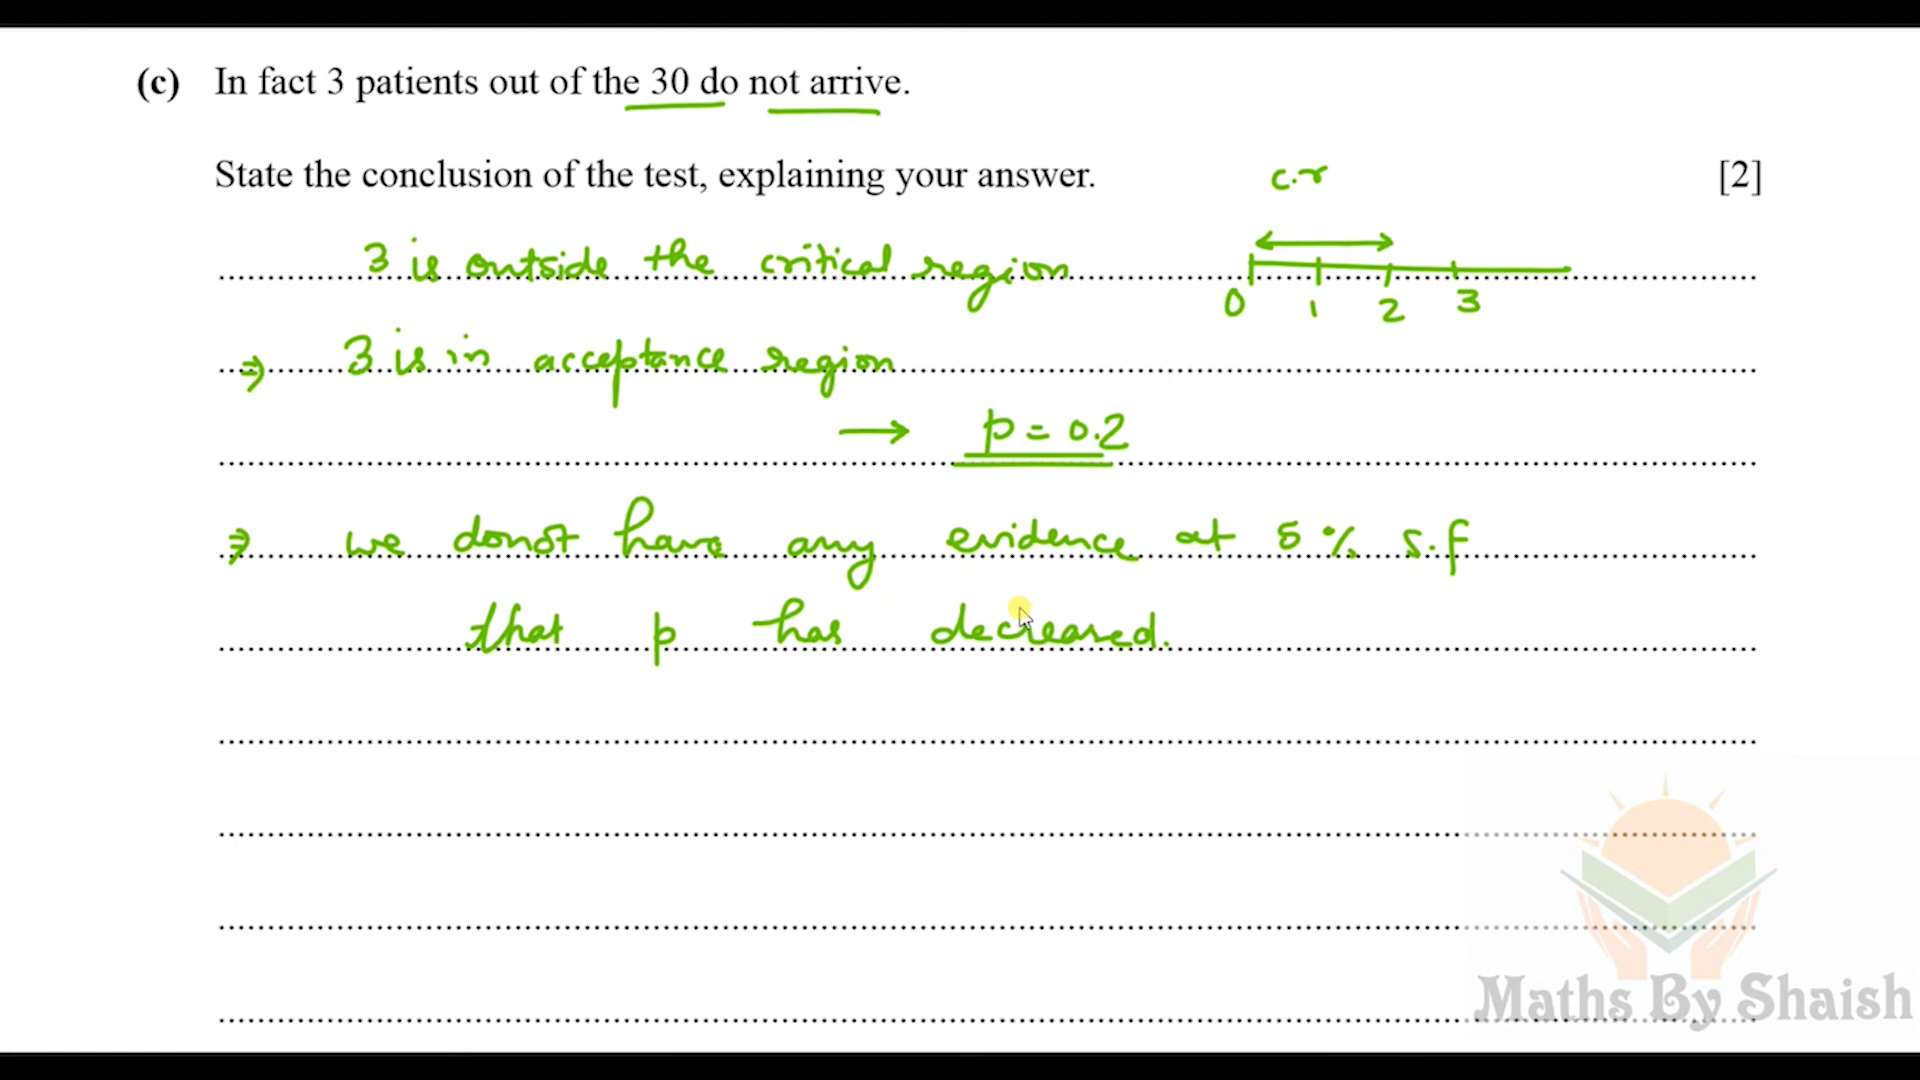 (c) In fact 3 patients out of the 30 do not arrive.
State the conclusion of the test, explaining your answer. [2]
c.r
3 is outside the critical region
0 1 2 3
⇒ 3 is in acceptance region
→ p = 0.2
⇒ we donot have any evidence at 5 % s.f
that p has decreased.
Maths By Shaish